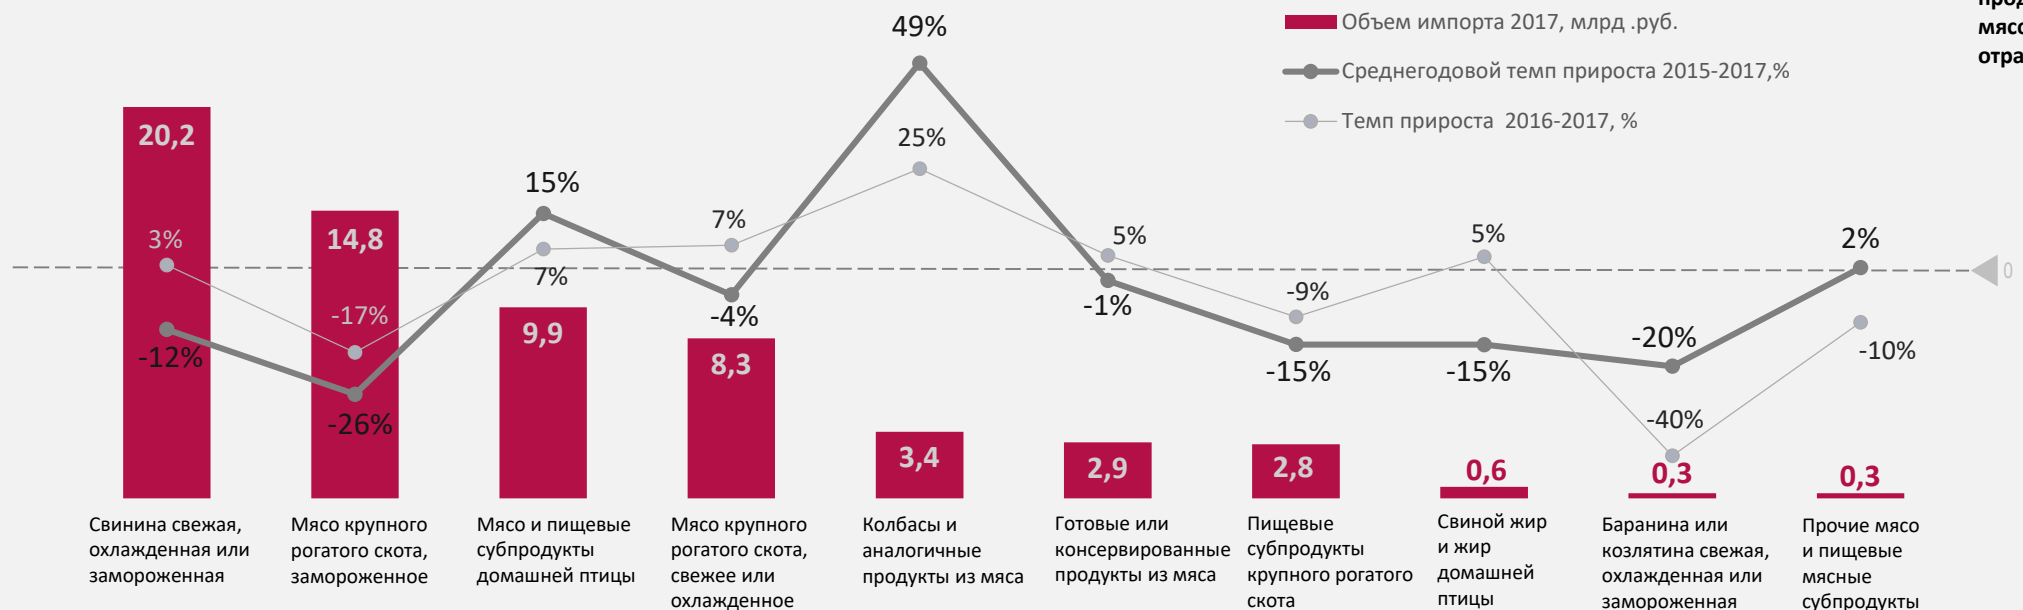 Объем импорта 2017, млрд .руб.
Среднегодовой темп прироста 2015-2017,%
Темп прироста  2016-2017, %
мясо
49%
25%
20,2
3%
-12%
14,8
-17%
-26%
15%
7%
9,9
7%
-4%
8,3
3,4
5%
-1%
2,9
-9%
-15%
2,8
5%
-15%
0,6
-20%
-40%
0,3
2%
-10%
0,3
0
Свинина свежая,
охлажденная или
замороженная
Мясо крупного
рогатого скота,
замороженное
Мясо и пищевые
субпродукты
домашней птицы
Мясо крупного
рогатого скота,
свежее или
охлажденное
Колбасы и
аналогичные
продукты из мяса
Готовые или
консервированные
продукты из мяса
Пищевые
субпродукты
крупного рогатого
скота
Свиной жир
и жир
домашней
птицы
Баранина или
козлятина свежая,
охлажденная или
замороженная
Прочие мясо
и пищевые
мясные
субпродукты